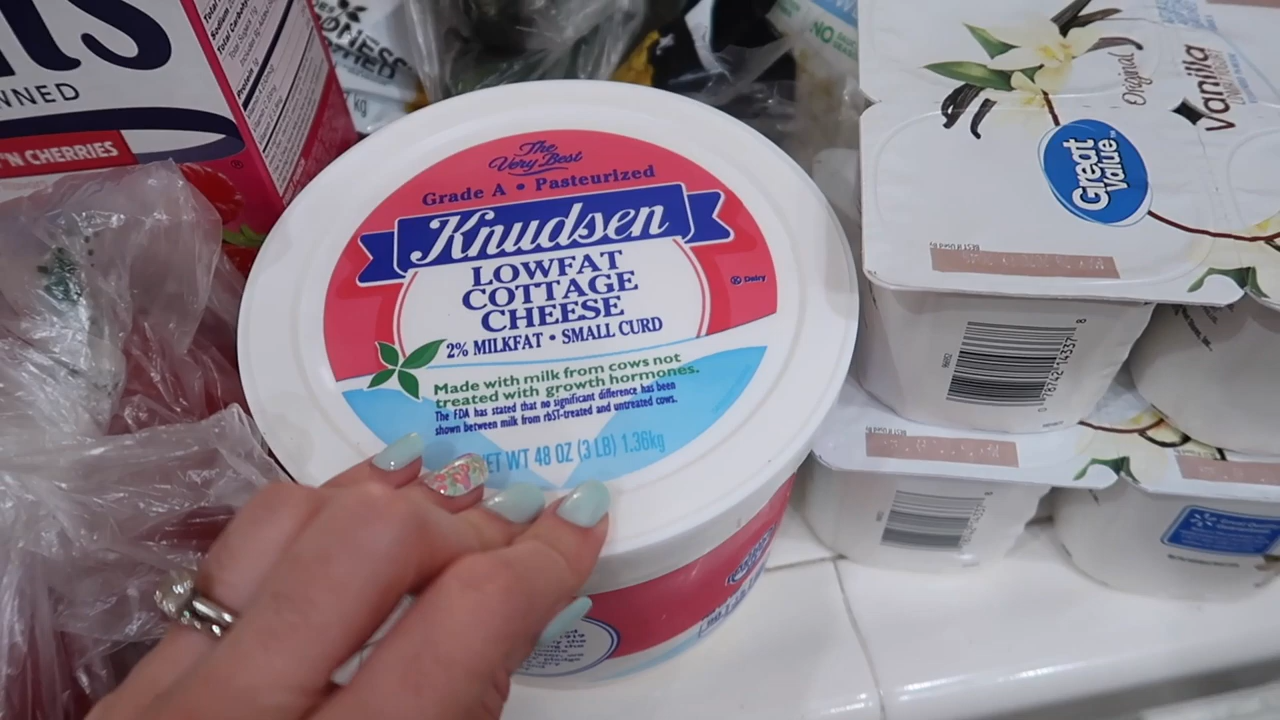 NNED
'N CHERRIES
NO
The
Very Best
Grade A • Pasteurized
Knudsen
LOWFAT
COTTAGE
CHEESE
2% MILKFAT • SMALL CURD
Dairy
Made with milk from cows not
treated with growth hormones.
The FDA has stated that no significant difference has been
shown between milk from rbST-treated and untreated cows.
ET WT 48 OZ (3 LB) 1.36kg
Original
Vanilla
Great
Value